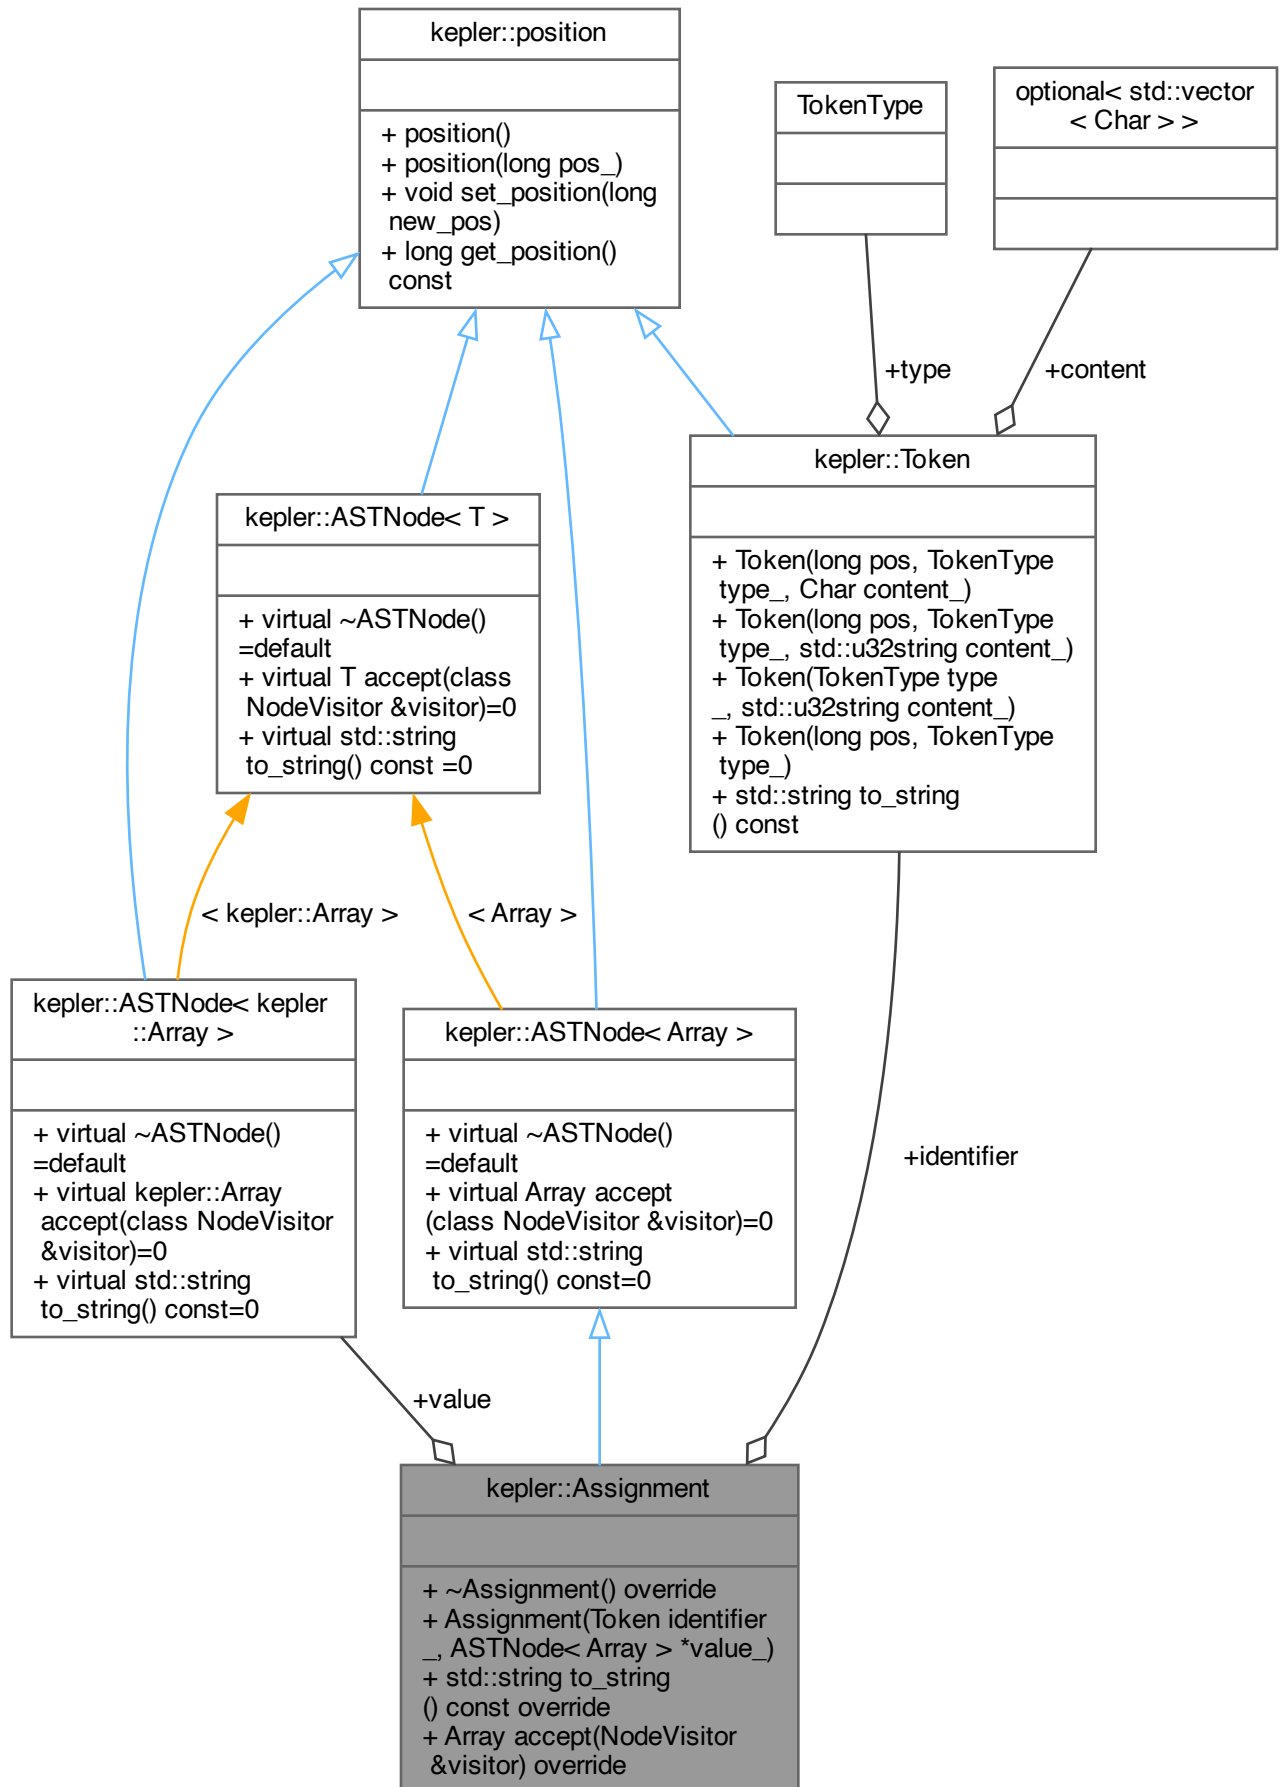 kepler::position
+ position()
+ position(long pos_)
+ void set_position(long
new_pos)
+ long get_position()
const
TokenType
optional< std::vector
< Char > >
+type
+content
kepler::Token
+ Token(long pos, TokenType
type_, Char content_)
+ Token(long pos, TokenType
type_, std::u32string content_)
+ Token(TokenType type
_, std::u32string content_)
+ Token(long pos, TokenType
type_)
+ std::string to_string
() const
kepler::ASTNode< T >
+ virtual ~ASTNode()
=default
+ virtual T accept(class
NodeVisitor &visitor)=0
+ virtual std::string
to_string() const =0
< kepler::Array >
< Array >
kepler::ASTNode< kepler
::Array >
+ virtual ~ASTNode()
=default
+ virtual kepler::Array
accept(class NodeVisitor
&visitor)=0
+ virtual std::string
to_string() const=0
kepler::ASTNode< Array >
+ virtual ~ASTNode()
=default
+ virtual Array accept
(class NodeVisitor &visitor)=0
+ virtual std::string
to_string() const=0
+identifier
+value
kepler::Assignment
+ ~Assignment() override
+ Assignment(Token identifier
_, ASTNode< Array > *value_)
+ std::string to_string
() const override
+ Array accept(NodeVisitor
&visitor) override